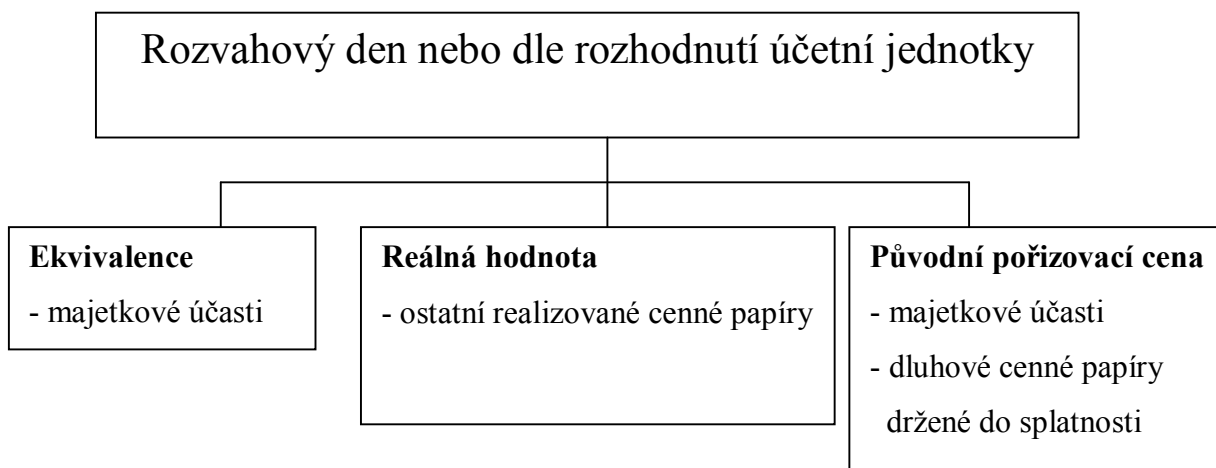 Rozvahový den nebo dle rozhodnutí účetní jednotky
Ekvivalence
- majetkové účasti
Reálná hodnota
- ostatní realizované cenné papíry
Původní pořizovací cena
- majetkové účasti
- dluhové cenné papíry
držené do splatnosti